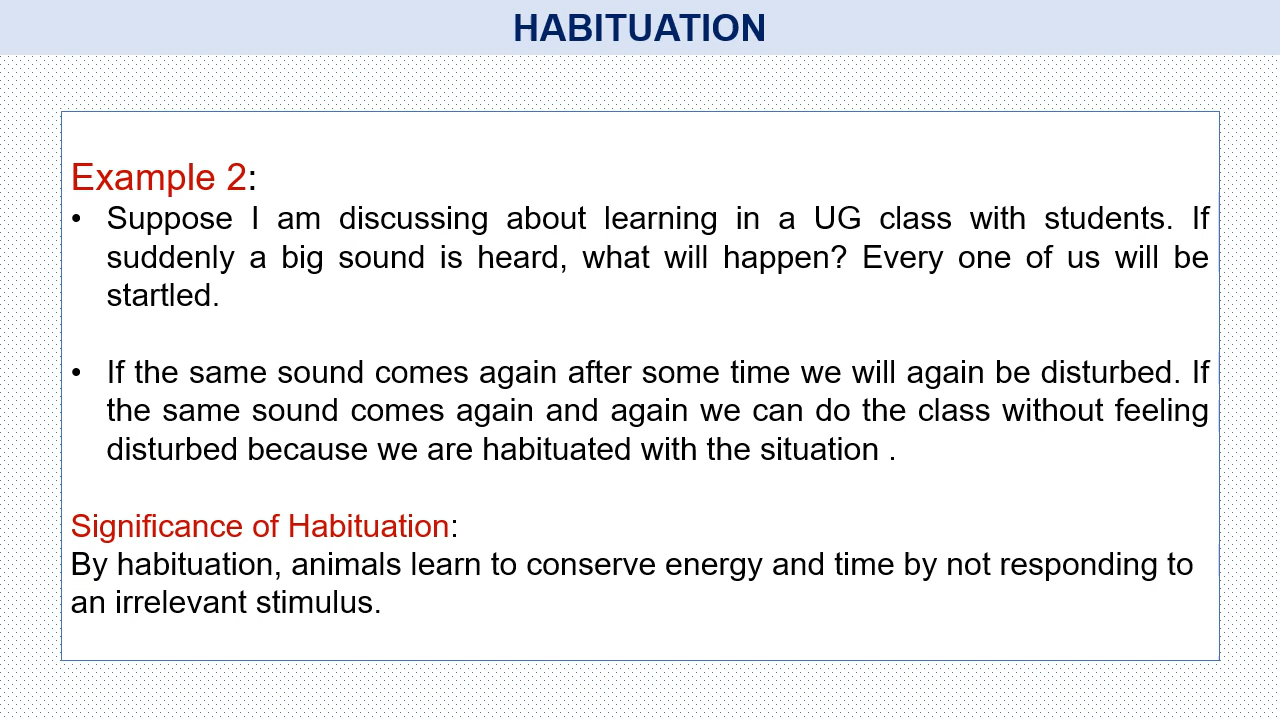 HABITUATION
Example 2:
• Suppose I am discussing about learning in a UG class with students. If
suddenly a big sound is heard, what will happen? Every one of us will be
startled.
• If the same sound comes again after some time we will again be disturbed. If
the same sound comes again and again we can do the class without feeling
disturbed because we are habituated with the situation .
Significance of Habituation:
By habituation, animals learn to conserve energy and time by not responding to
an irrelevant stimulus.